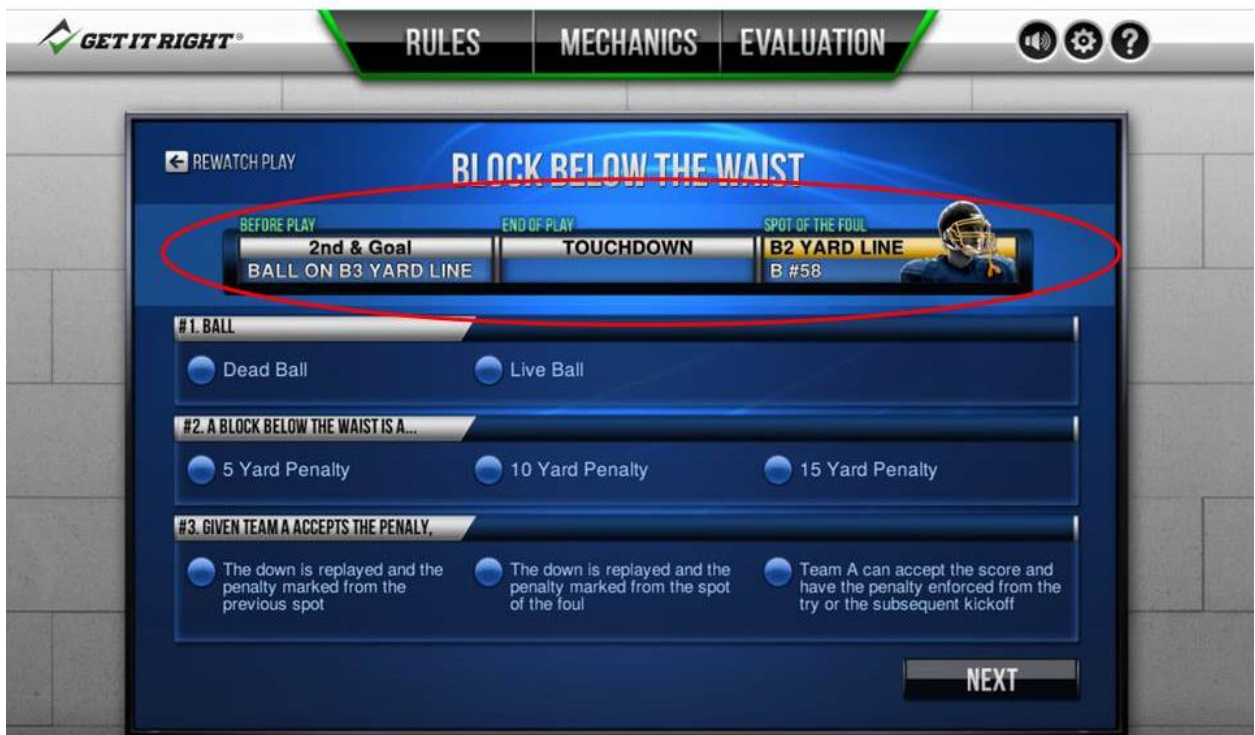 GET IT RIGHT®
RULES MECHANICS EVALUATION
REWATCH PLAY
BLOCK BELOW THE WAIST
BEFORE PLAY END OF PLAY SPOT OF THE FOUL
2nd & Goal TOUCHDOWN B2 YARD LINE
BALL ON B3 YARD LINE B #58
#1. BALL
Dead Ball Live Ball
#2. A BLOCK BELOW THE WAIST IS A...
5 Yard Penalty 10 Yard Penalty 15 Yard Penalty
#3. GIVEN TEAM A ACCEPTS THE PENALY,
The down is replayed and the
penalty marked from the
previous spot
The down is replayed and the
penalty marked from the spot
of the foul
Team A can accept the score and
have the penalty enforced from the
try or the subsequent kickoff
NEXT